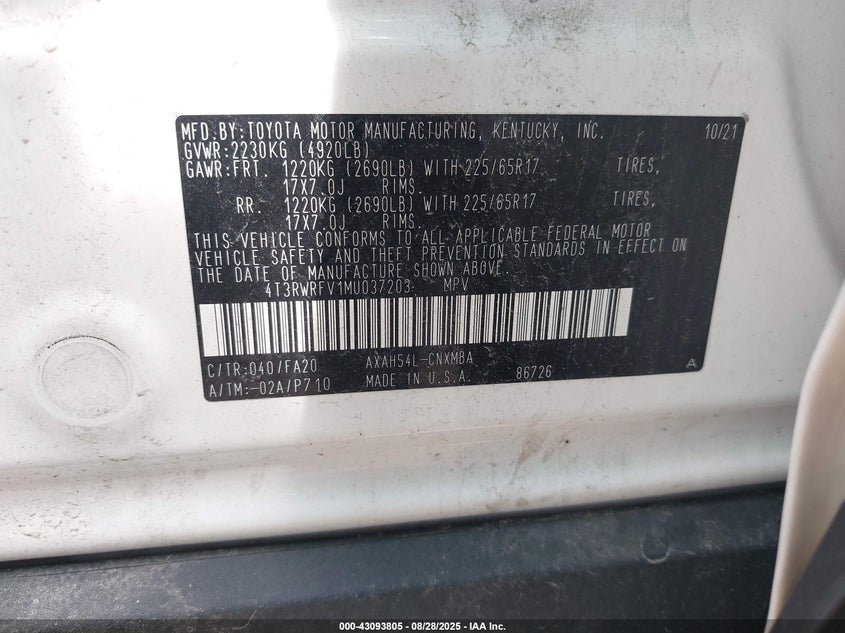 MFD.BY:TOYOTA MOTOR MANUFACTURING, KENTUCKY, INC. 10/21
GVWR:2230KG (4920LB)
GAWR:FRT. 1220KG (2690LB) WITH 225/65R17 TIRES,
17X7.0J RIMS.
RR. 1220KG (2690LB) WITH 225/65R17 TIRES,
17X7.0J RIMS.
THIS VEHICLE CONFORMS TO ALL APPLICABLE FEDERAL MOTOR
VEHICLE SAFETY AND THEFT PREVENTION STANDARDS IN EFFECT ON
THE DATE OF MANUFACTURE SHOWN ABOVE.
4T3RWRFV1MU037203 MPV
C/TR:040/FA20 AXAH54L-CNXMBA A
A/TM:-02A/P710 MADE IN U.S.A. 86726
000-43093805 | 08/28/2025 | IAA Inc.